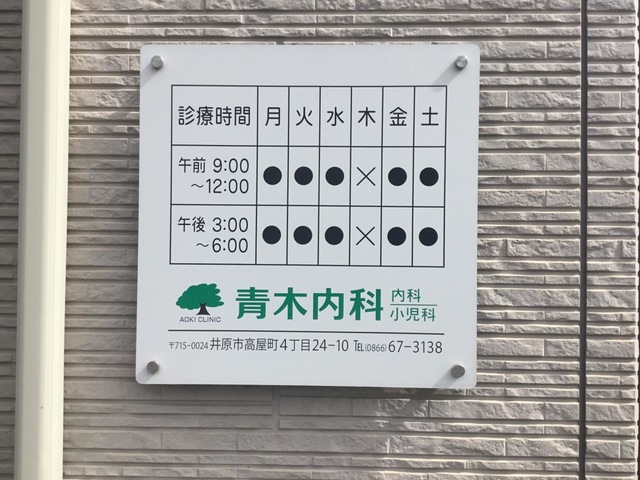 診療時間 月 火 水 木 金 土
午前 9:00 ● ● ● × ● ●
～12:00
午後 3:00 ● ● ● × ● ●
～6:00
AOKI CLINIC
青木内科 内科
小児科
〒715-0024 井原市高屋町4丁目24-10 TEL(0866)67-3138